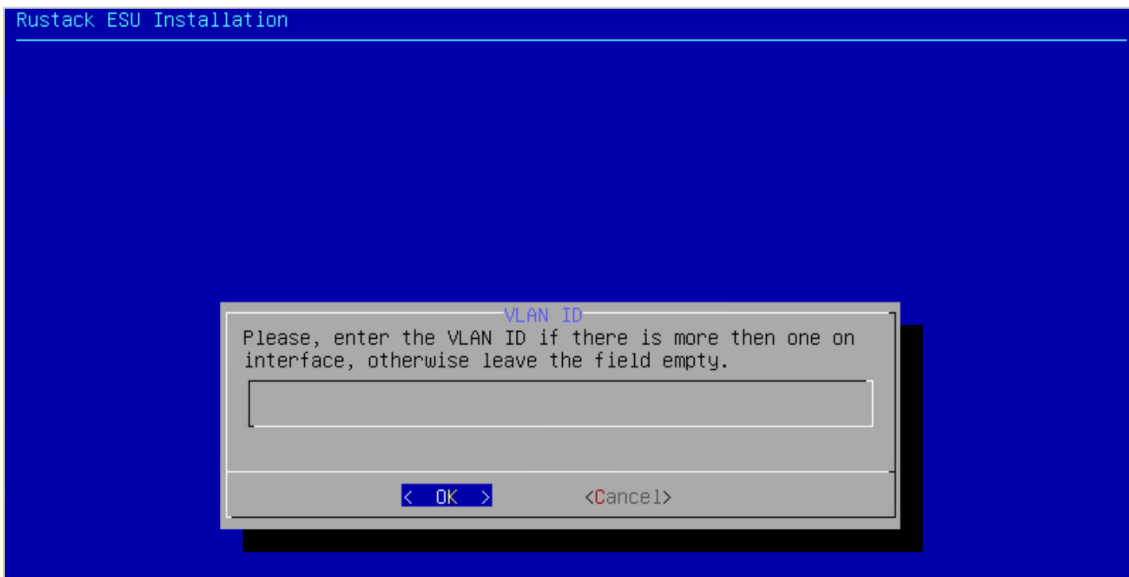 Rustack ESU Installation
VLAN ID
Please, enter the VLAN ID if there is more then one on
interface, otherwise leave the field empty.
< OK > <Cancel>